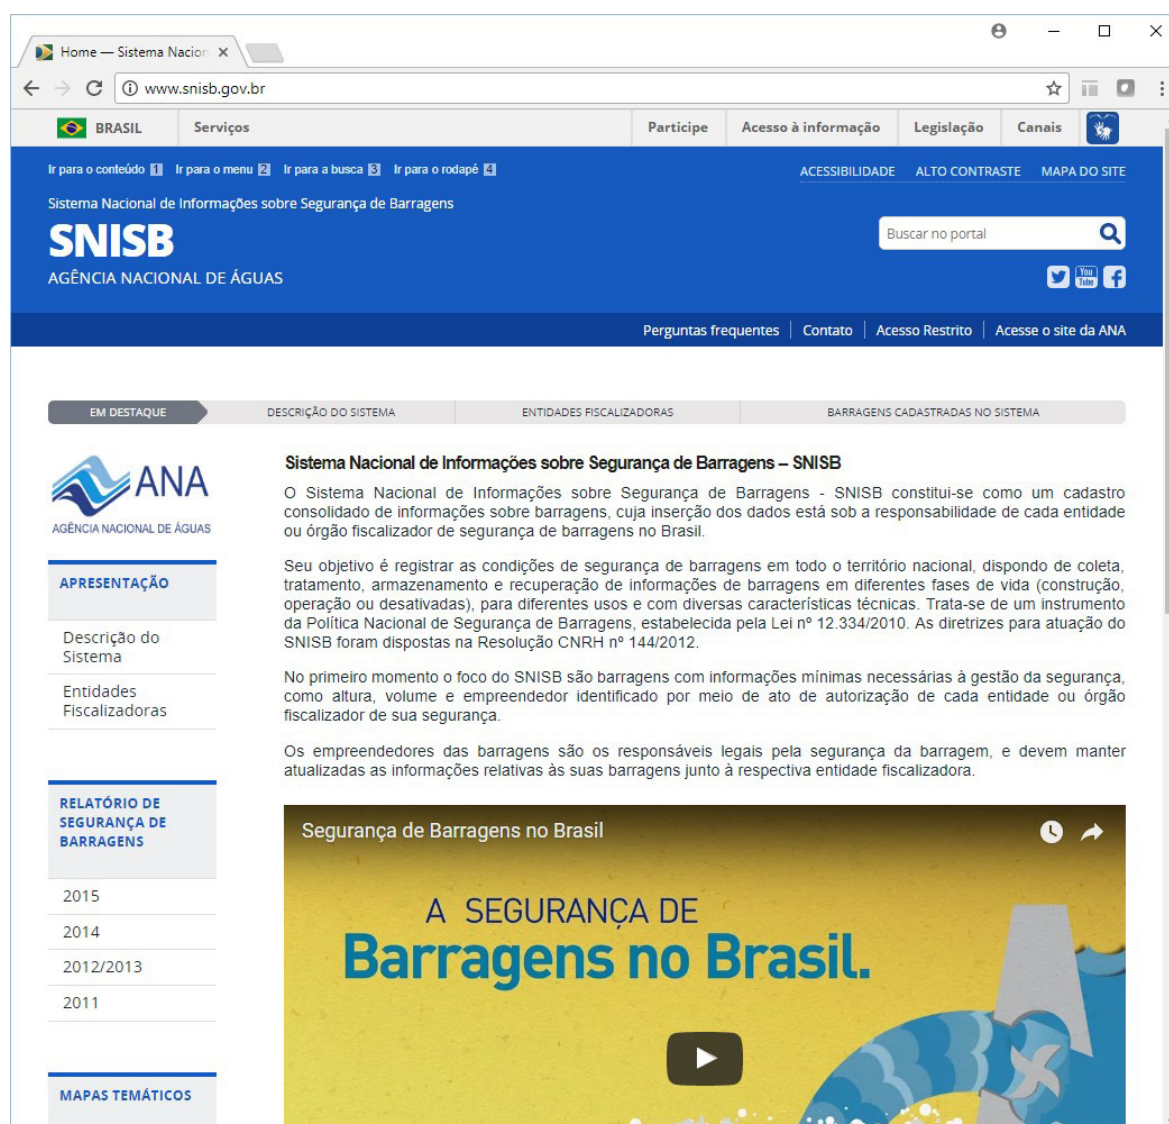 Home — Sistema Nacion
www.snisb.gov.br
BRASIL Serviços Participe Acesso à informação Legislação Canais
Ir para o conteúdo 1 Ir para o menu 2 Ir para a busca 3 Ir para o rodapé 4 ACESSIBILIDADE ALTO CONTRASTE MAPA DO SITE
Sistema Nacional de Informações sobre Segurança de Barragens
SNISB
Buscar no portal
AGÊNCIA NACIONAL DE ÁGUAS
You
Tube
Perguntas frequentes Contato Acesso Restrito Acesse o site da ANA
EM DESTAQUE DESCRIÇÃO DO SISTEMA ENTIDADES FISCALIZADORAS BARRAGENS CADASTRADAS NO SISTEMA
ANA
AGÊNCIA NACIONAL DE ÁGUAS
APRESENTAÇÃO
Descrição do
Sistema
Entidades
Fiscalizadoras
RELATÓRIO DE
SEGURANÇA DE
BARRAGENS
2015
2014
2012/2013
2011
MAPAS TEMÁTICOS
Sistema Nacional de Informações sobre Segurança de Barragens – SNISB
O Sistema Nacional de Informações sobre Segurança de Barragens - SNISB constitui-se como um cadastro
consolidado de informações sobre barragens, cuja inserção dos dados está sob a responsabilidade de cada entidade
ou órgão fiscalizador de segurança de barragens no Brasil.
Seu objetivo é registrar as condições de segurança de barragens em todo o território nacional, dispondo de coleta,
tratamento, armazenamento e recuperação de informações de barragens em diferentes fases de vida (construção,
operação ou desativadas), para diferentes usos e com diversas características técnicas. Trata-se de um instrumento
da Política Nacional de Segurança de Barragens, estabelecida pela Lei nº 12.334/2010. As diretrizes para atuação do
SNISB foram dispostas na Resolução CNRH nº 144/2012.
No primeiro momento o foco do SNISB são barragens com informações mínimas necessárias à gestão da segurança,
como altura, volume e empreendedor identificado por meio de ato de autorização de cada entidade ou órgão
fiscalizador de sua segurança.
Os empreendedores das barragens são os responsáveis legais pela segurança da barragem, e devem manter
atualizadas as informações relativas às suas barragens junto à respectiva entidade fiscalizadora.
Segurança de Barragens no Brasil
A SEGURANÇA DE
Barragens no Brasil.